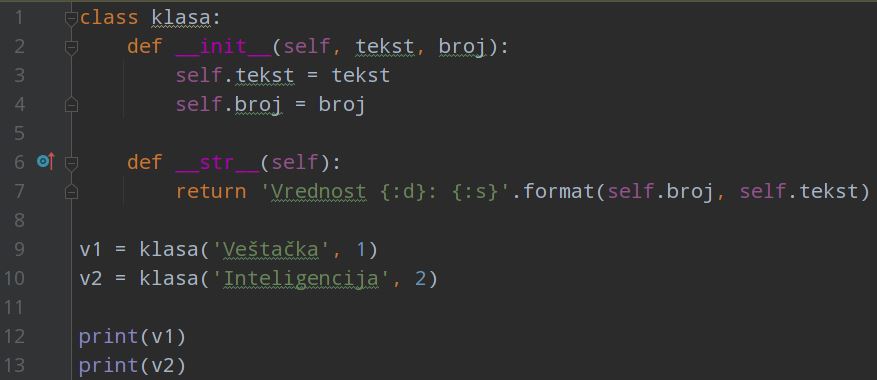 1 class klasa:
2     def __init__(self, tekst, broj):
3         self.tekst = tekst
4         self.broj = broj
5
6     def __str__(self):
7         return 'Vrednost {:d}: {:s}'.format(self.broj, self.tekst)
8
9 v1 = klasa('Veštačka', 1)
10 v2 = klasa('Inteligencija', 2)
11
12 print(v1)
13 print(v2)